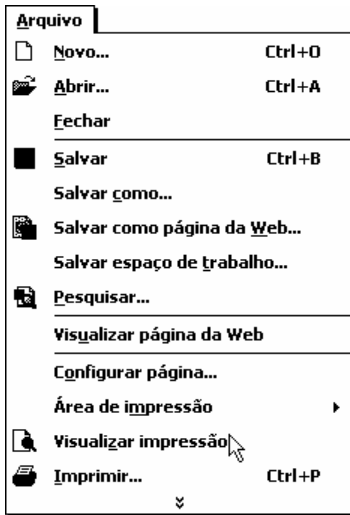 Arquivo
Novo... Ctrl+O
Abrir... Ctrl+A
Fechar
Salvar Ctrl+B
Salvar como...
Salvar como página da Web...
Salvar espaço de trabalho...
Pesquisar...
Visualizar página da Web
Configurar página...
Área de impressão
Visualizar impressão
Imprimir... Ctrl+P